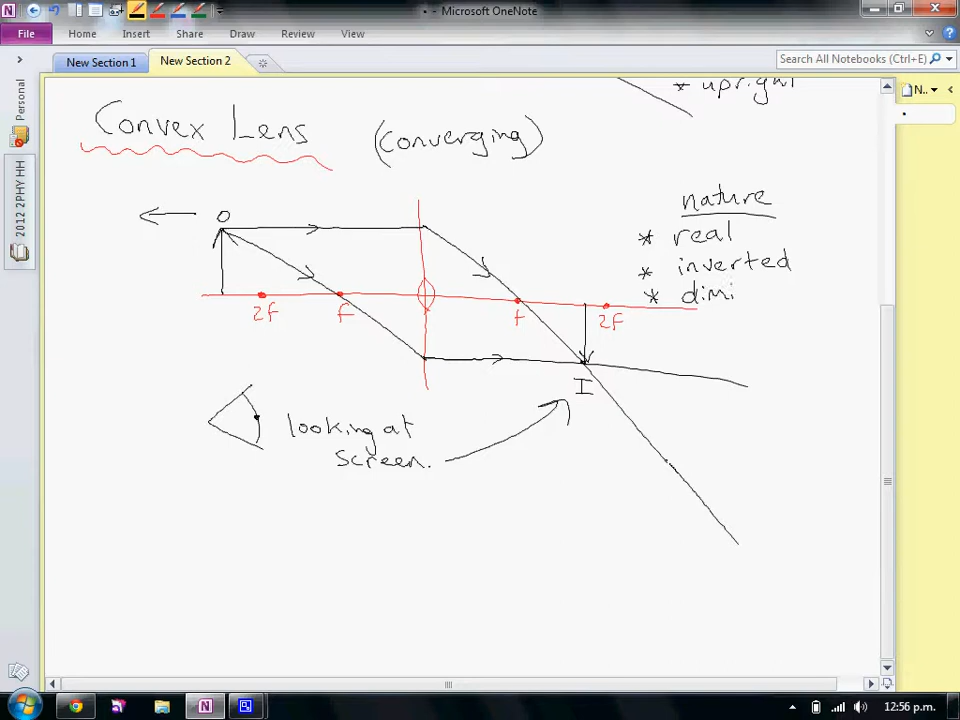 Microsoft OneNote
File Home Insert Share Draw Review View
New Section 1 New Section 2 Search All Notebooks (Ctrl+E)
N..
Personal
2012 2PHY HH
* upright
Convex Lens (converging)
nature
* real
* inverted
* dimi
O
2F F F 2F
I
looking at
screen.
12:56 p.m.